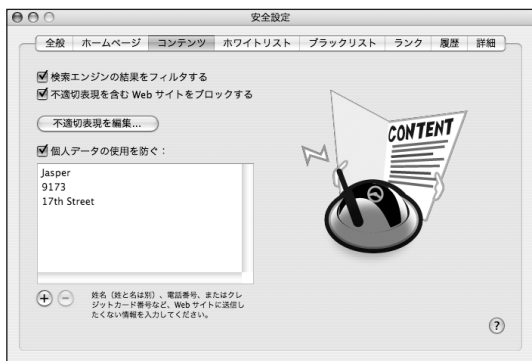 安全設定
全般 ホームページ コンテンツ ホワイトリスト ブラックリスト ランク 履歴 詳細
検索エンジンの結果をフィルタする
不適切表現を含む Web サイトをブロックする
不適切表現を編集...
個人データの使用を防ぐ：
Jasper
9173
17th Street
姓名（姓と名は別）、電話番号、またはクレ
ジットカード番号など、Web サイトに送信し
たくない情報を入力してください。
CONTENT
?